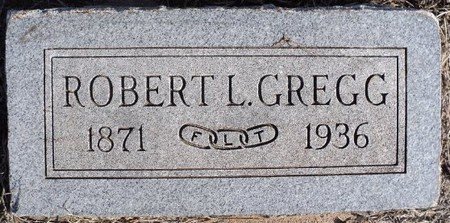 ROBERT L. GREGG
1871 F L T 1936